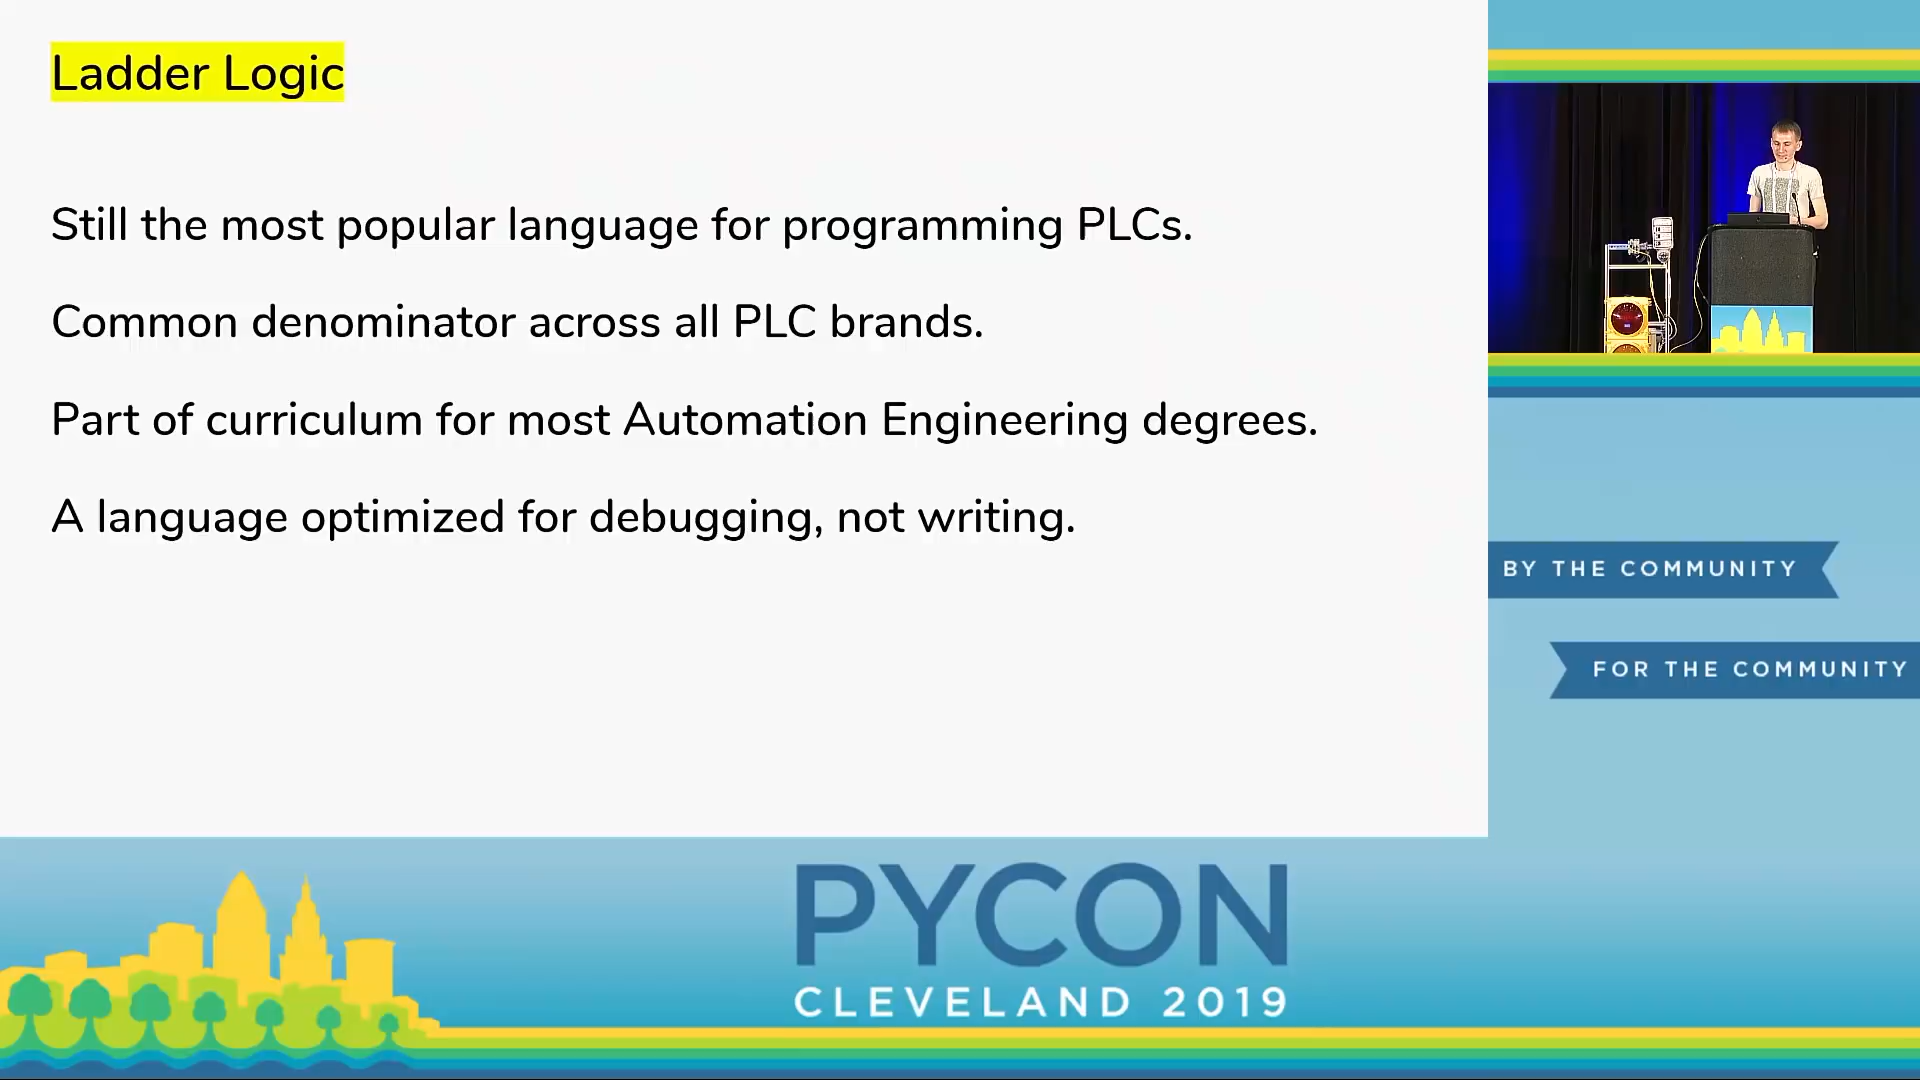 Ladder Logic
Still the most popular language for programming PLCs.
Common denominator across all PLC brands.
Part of curriculum for most Automation Engineering degrees.
A language optimized for debugging, not writing.
BY THE COMMUNITY
FOR THE COMMUNITY
PYCON
CLEVELAND 2019